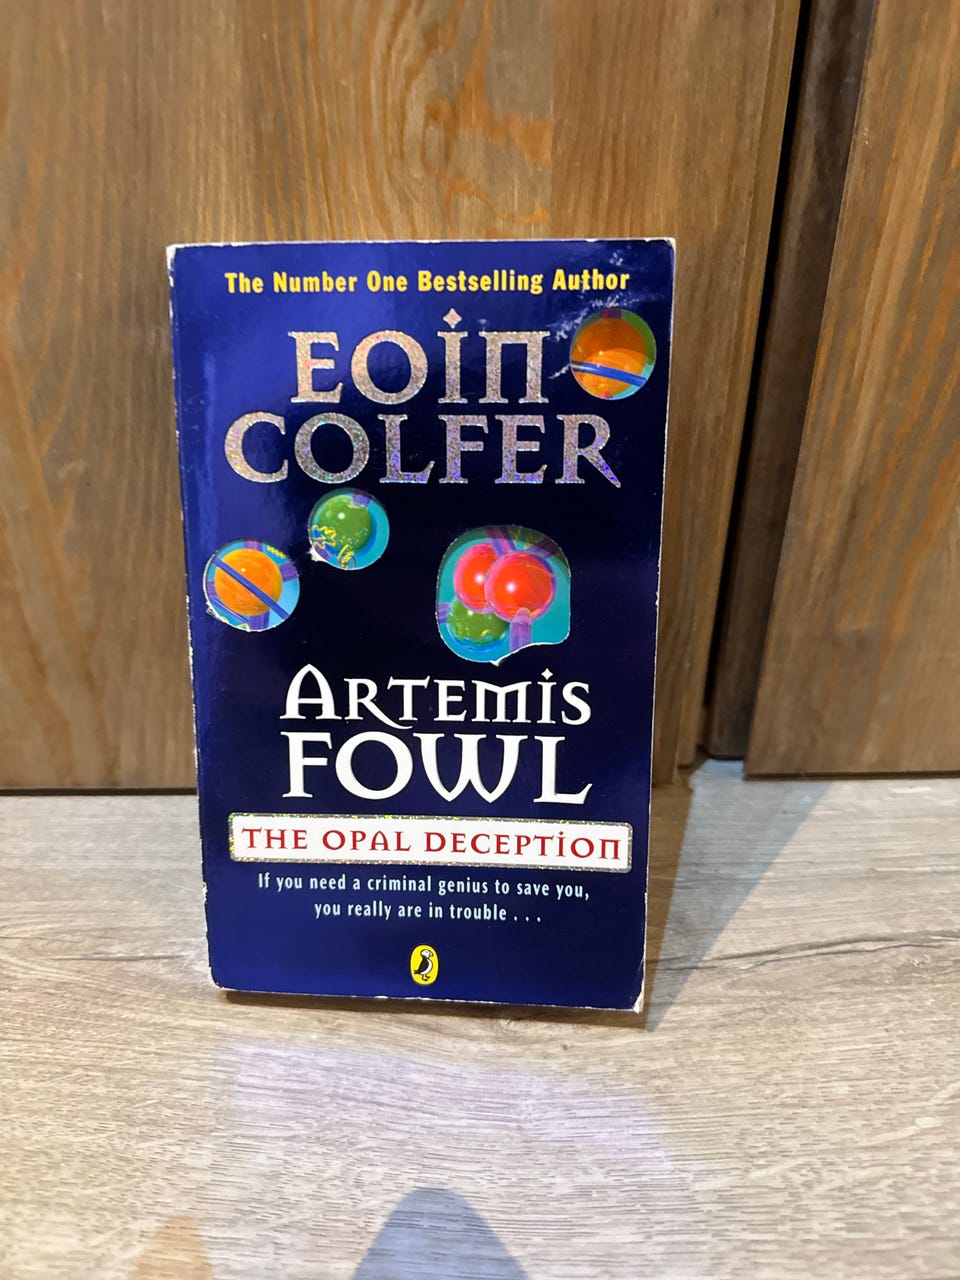 The Number One Bestselling Author
EOIN
COLFER
ARTEMIS
FOWL
THE OPAL DECEPTION
If you need a criminal genius to save you,
you really are in trouble . . .